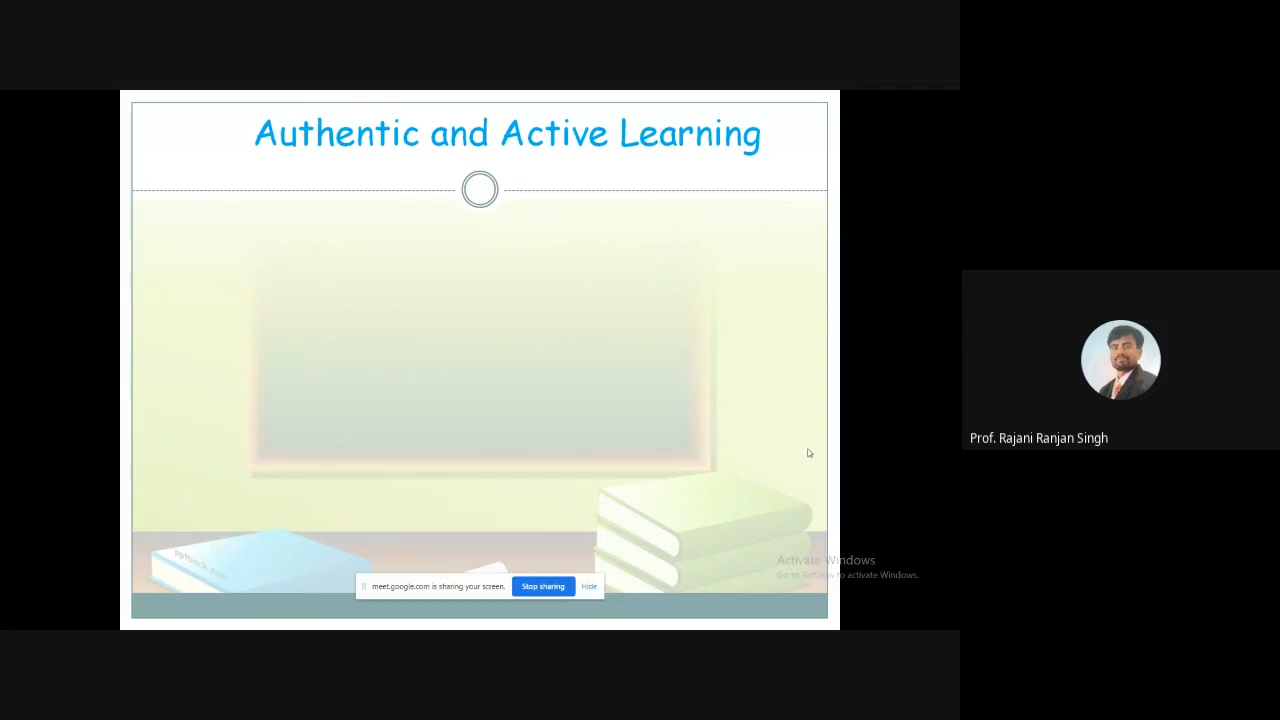 Authentic and Active Learning
Prof. Rajani Ranjan Singh
Activate Windows
Go to Settings to activate Windows.
meet.google.com is sharing your screen.
Stop sharing
Hide